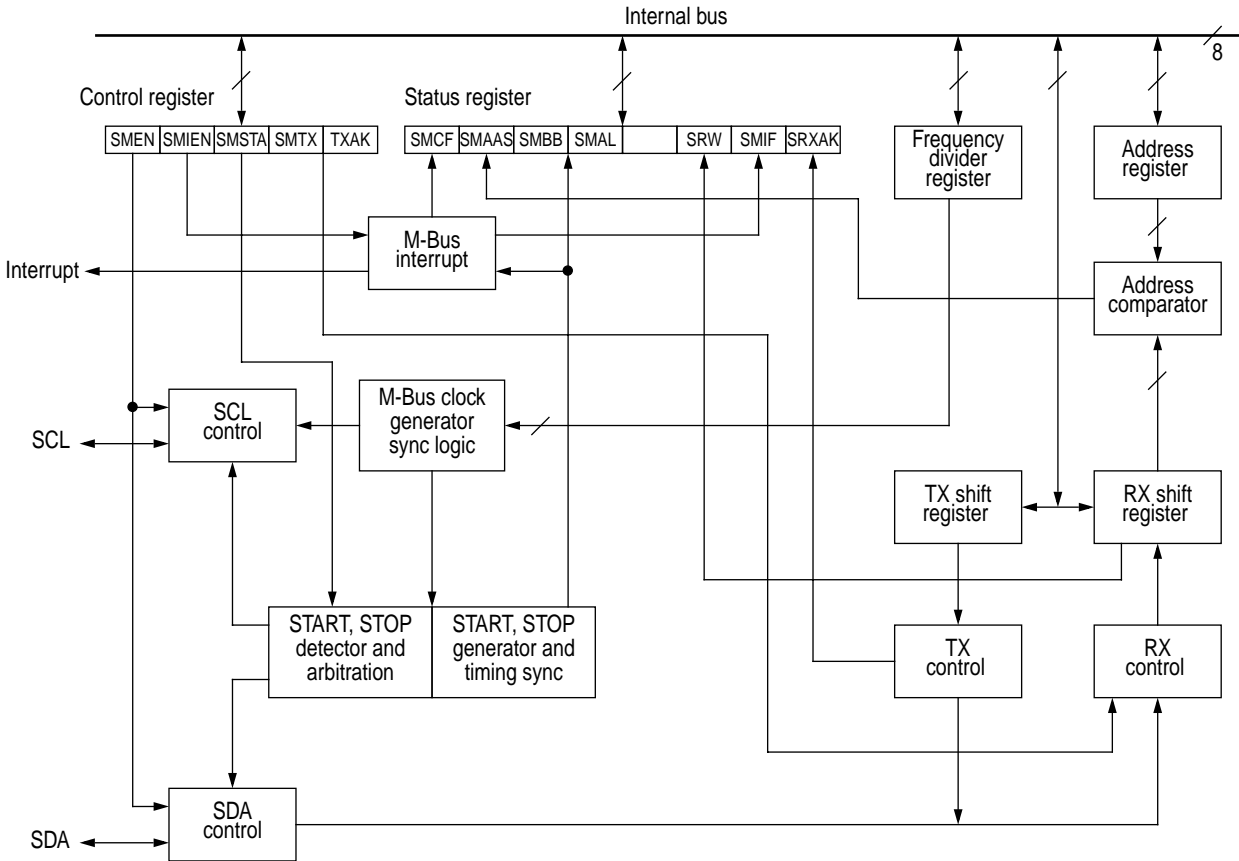 Internal bus
8
Control register
Status register
SMEN SMIEN SMSTA SMTX TXAK
SMCF SMAAS SMBB SMAL SRW SMIF SRXAK
Frequency
divider
register
Address
register
M-Bus
interrupt
Interrupt
Address
comparator
SCL
control
M-Bus clock
generator
sync logic
SCL
TX shift
register
RX shift
register
START, STOP
detector and
arbitration
START, STOP
generator and
timing sync
TX
control
RX
control
SDA
control
SDA